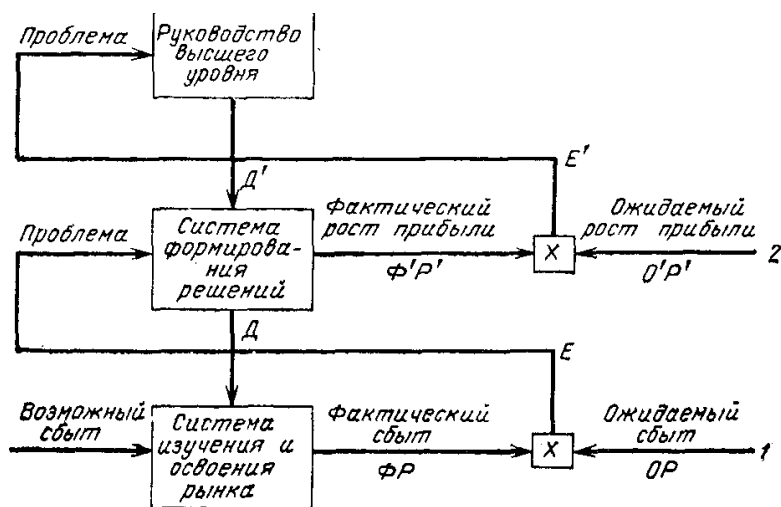 Проблема
Руководство
высшего
уровня
Е'
Д'
Проблема
Система
формирова-
ния
решений
Фактический
рост прибыли
Ф'Р'
X
Ожидаемый
рост прибыли
О'Р'
2
Д
Е
Возможный
сбыт
Система
изучения и
освоения
рынка
Фактический
сбыт
ФР
X
Ожидаемый
сбыт
ОР
1